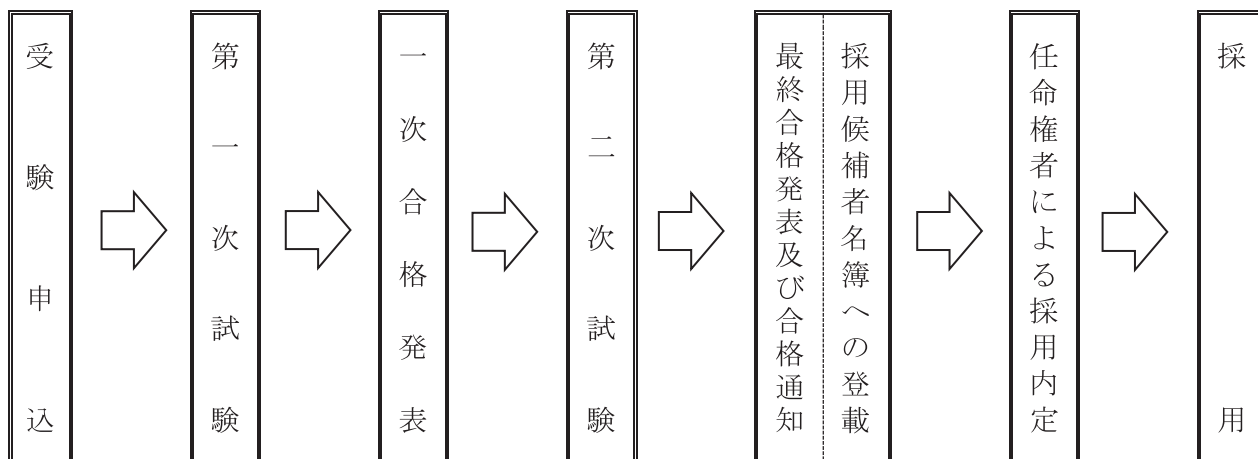 受験申込
第一次試験
一次合格発表
第二次試験
採用候補者名簿への登載
最終合格発表及び合格通知
任命権者による採用内定
採用